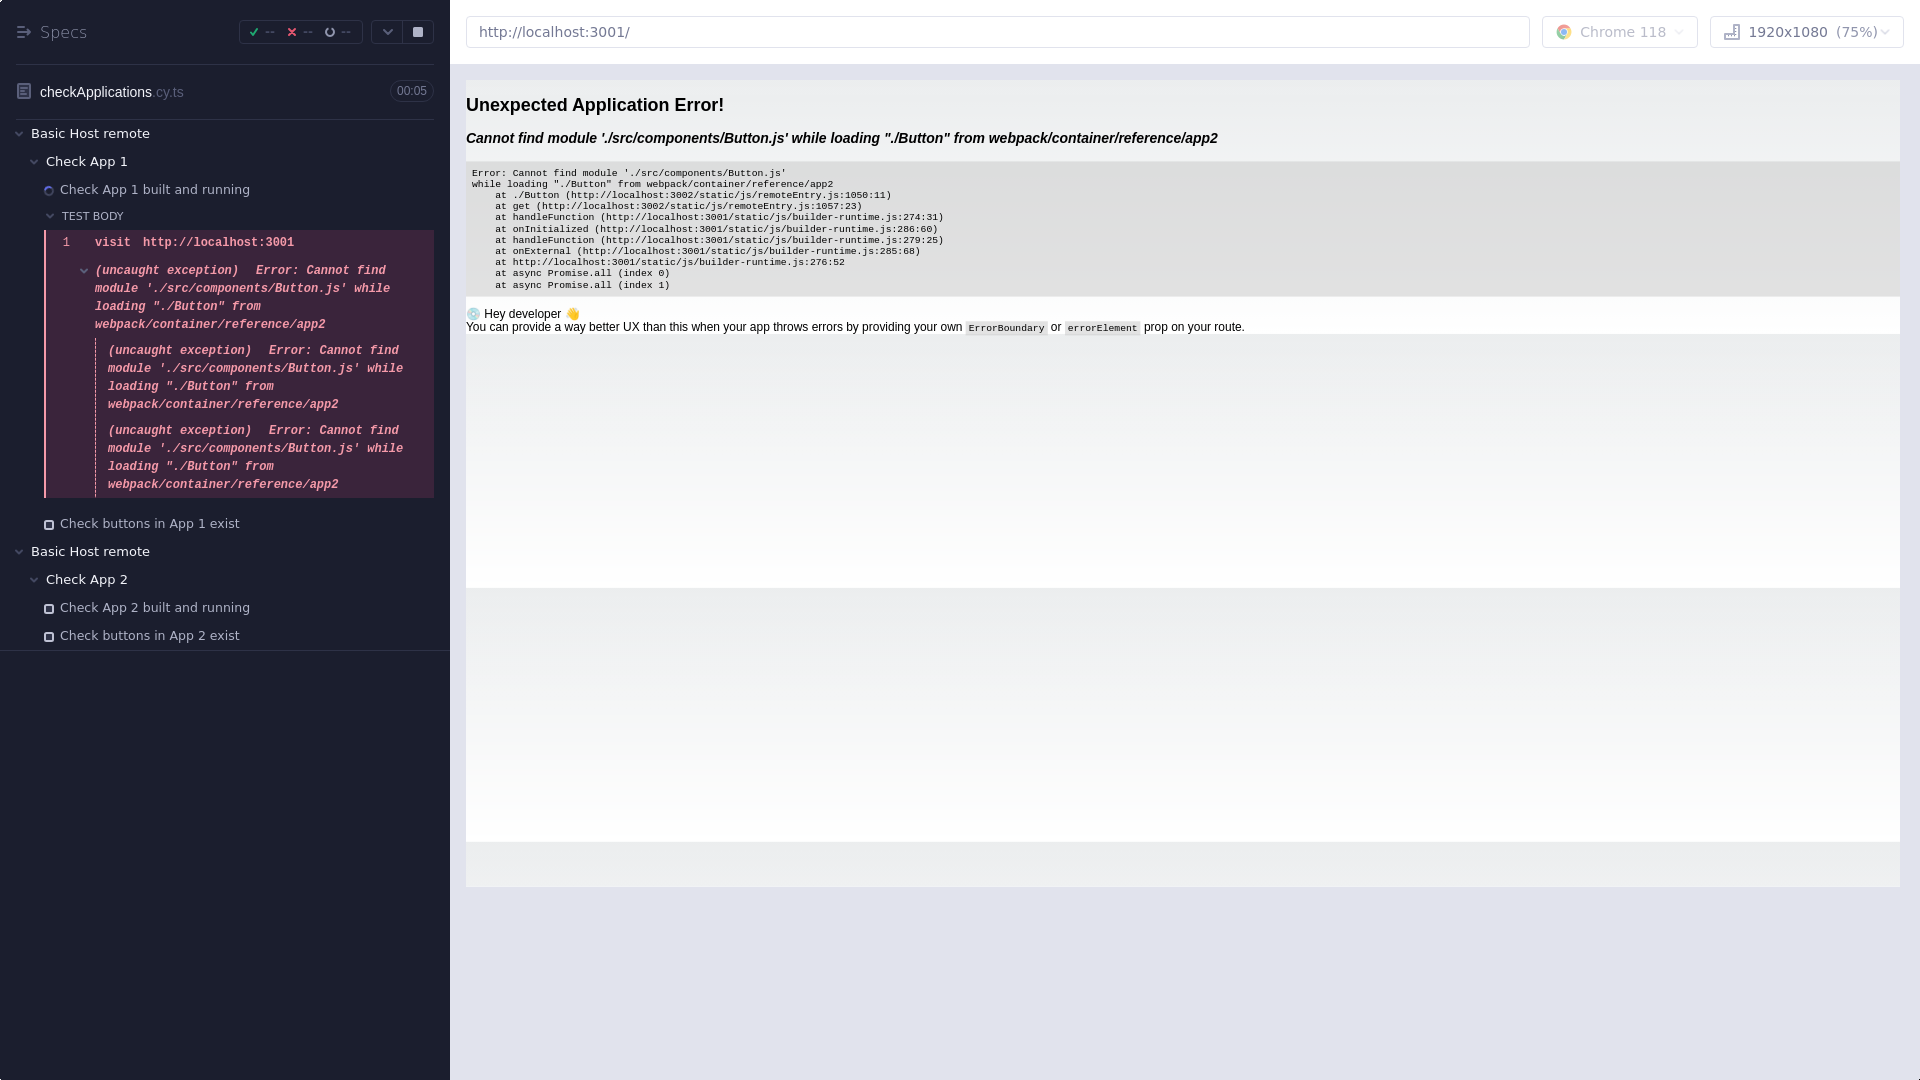 Specs
--
--
--
checkApplications.cy.ts
00:05
Basic Host remote
Check App 1
Check App 1 built and running
TEST BODY
1 visit http://localhost:3001
(uncaught exception) Error: Cannot find
module './src/components/Button.js' while
loading "./Button" from
webpack/container/reference/app2
(uncaught exception) Error: Cannot find
module './src/components/Button.js' while
loading "./Button" from
webpack/container/reference/app2
(uncaught exception) Error: Cannot find
module './src/components/Button.js' while
loading "./Button" from
webpack/container/reference/app2
Check buttons in App 1 exist
Basic Host remote
Check App 2
Check App 2 built and running
Check buttons in App 2 exist
http://localhost:3001/
Chrome 118
1920x1080 (75%)
Unexpected Application Error!
Cannot find module './src/components/Button.js' while loading "./Button" from webpack/container/reference/app2
Error: Cannot find module './src/components/Button.js'
while loading "./Button" from webpack/container/reference/app2
at ./Button (http://localhost:3002/static/js/remoteEntry.js:1050:11)
at get (http://localhost:3002/static/js/remoteEntry.js:1057:23)
at handleFunction (http://localhost:3001/static/js/builder-runtime.js:274:31)
at onInitialized (http://localhost:3001/static/js/builder-runtime.js:286:60)
at handleFunction (http://localhost:3001/static/js/builder-runtime.js:279:25)
at onExternal (http://localhost:3001/static/js/builder-runtime.js:285:68)
at http://localhost:3001/static/js/builder-runtime.js:276:52
at async Promise.all (index 0)
at async Promise.all (index 1)
💿 Hey developer 👋
You can provide a way better UX than this when your app throws errors by providing your own ErrorBoundary or errorElement prop on your route.